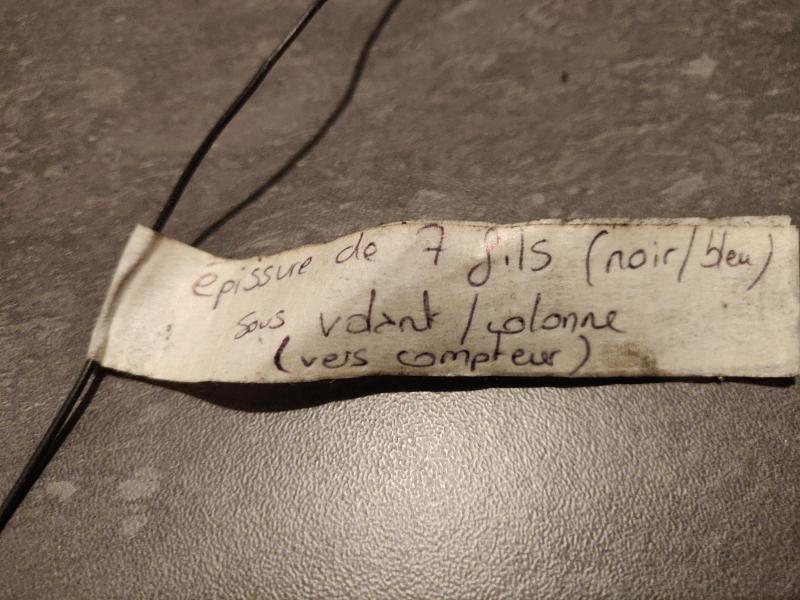 épissure de 7 fils (noir/bleu)
sous volant / colonne
(vers compteur)